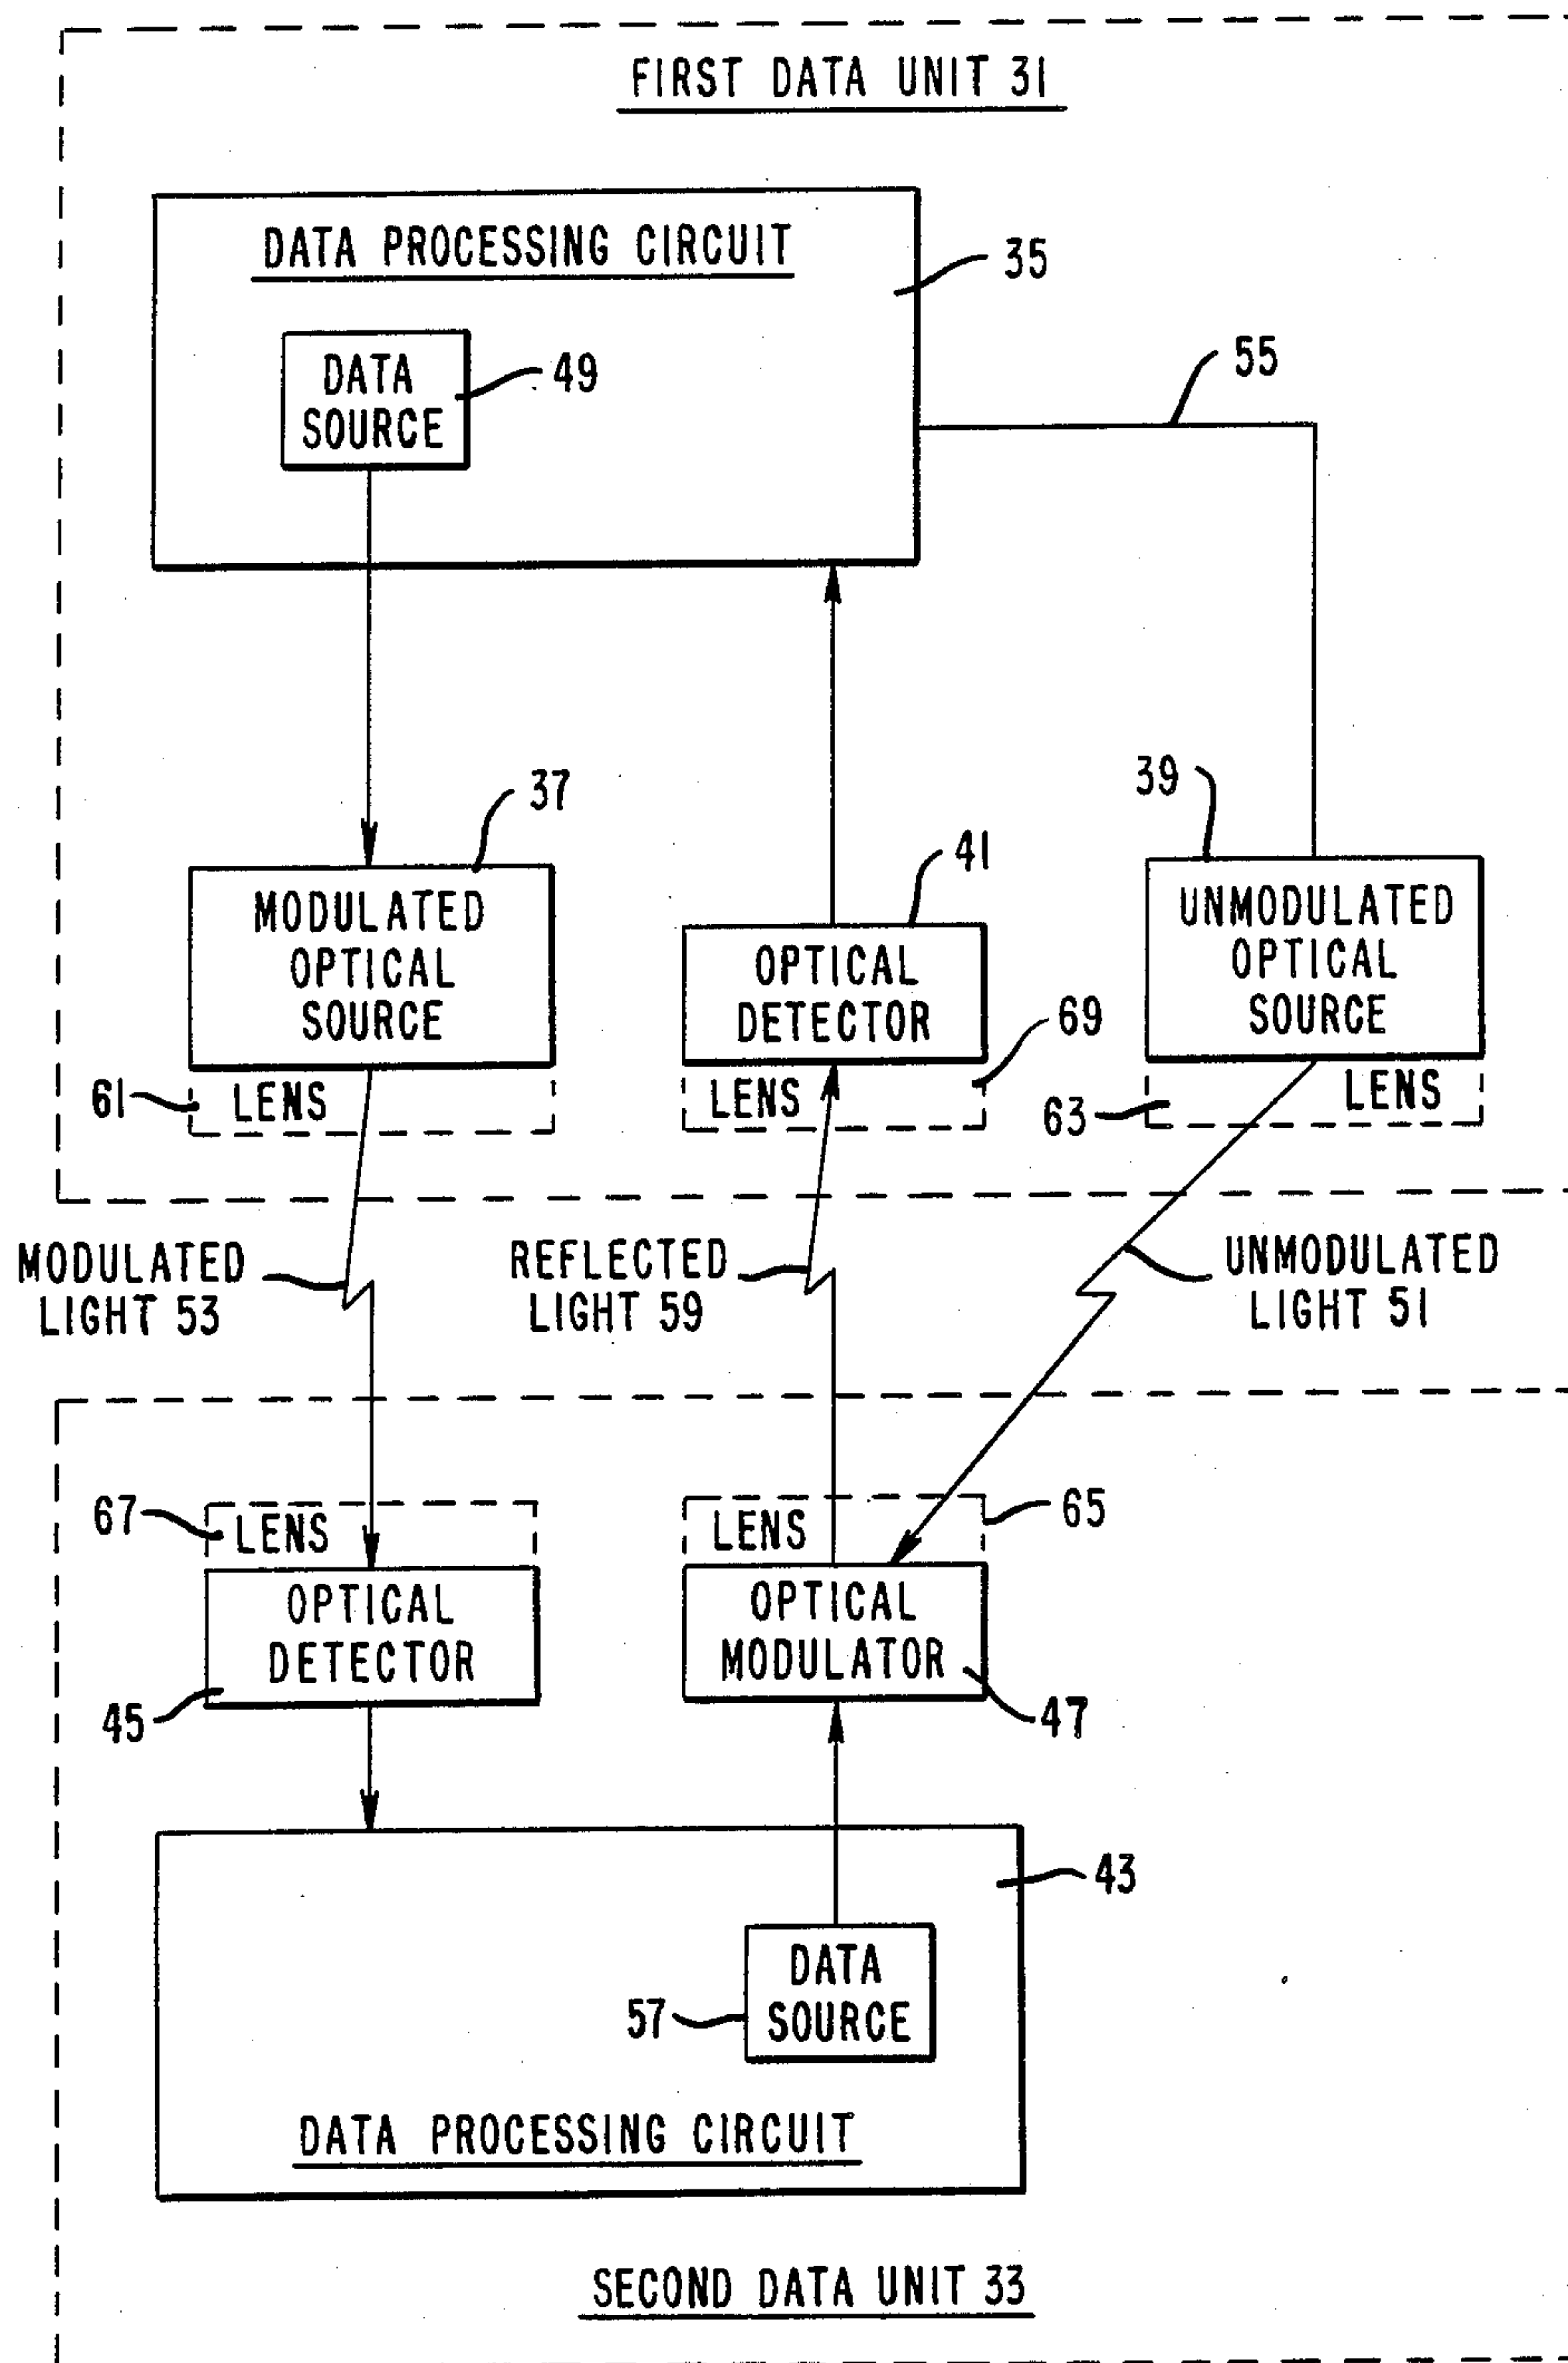 FIRST DATA UNIT 31
DATA PROCESSING CIRCUIT
35
DATA
SOURCE
49
55
37
MODULATED
OPTICAL
SOURCE
41
OPTICAL
DETECTOR
39
UNMODULATED
OPTICAL
SOURCE
61
LENS
LENS
69
63
LENS
MODULATED
LIGHT 53
REFLECTED
LIGHT 59
UNMODULATED
LIGHT 51
67
LENS
LENS
65
OPTICAL
DETECTOR
45
OPTICAL
MODULATOR
47
43
DATA
SOURCE
57
DATA PROCESSING CIRCUIT
SECOND DATA UNIT 33